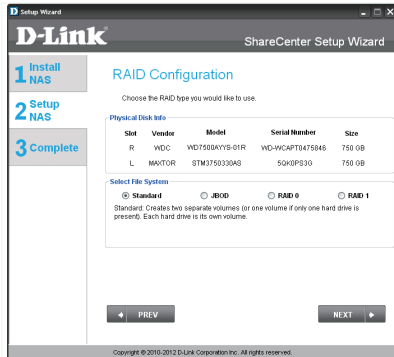 Setup Wizard
D-Link
ShareCenter Setup Wizard
1 Install NAS
2 Setup NAS
3 Complete
RAID Configuration
Choose the RAID type you would like to use.
Physical Disk Info
Slot Vendor Model Serial Number Size
R WDC WD7500AYYS-01R WD-WCAPT0475846 750 GB
L MAXTOR STM3750330AS 5QK0PS3G 750 GB
Select File System
Standard JBOD RAID 0 RAID 1
Standard: Creates two separate volumes (or one volume if only one hard drive is
present). Each hard drive is its own volume.
PREV NEXT
Copyright © 2010-2012 D-Link Corporation Inc. All rights reserved.